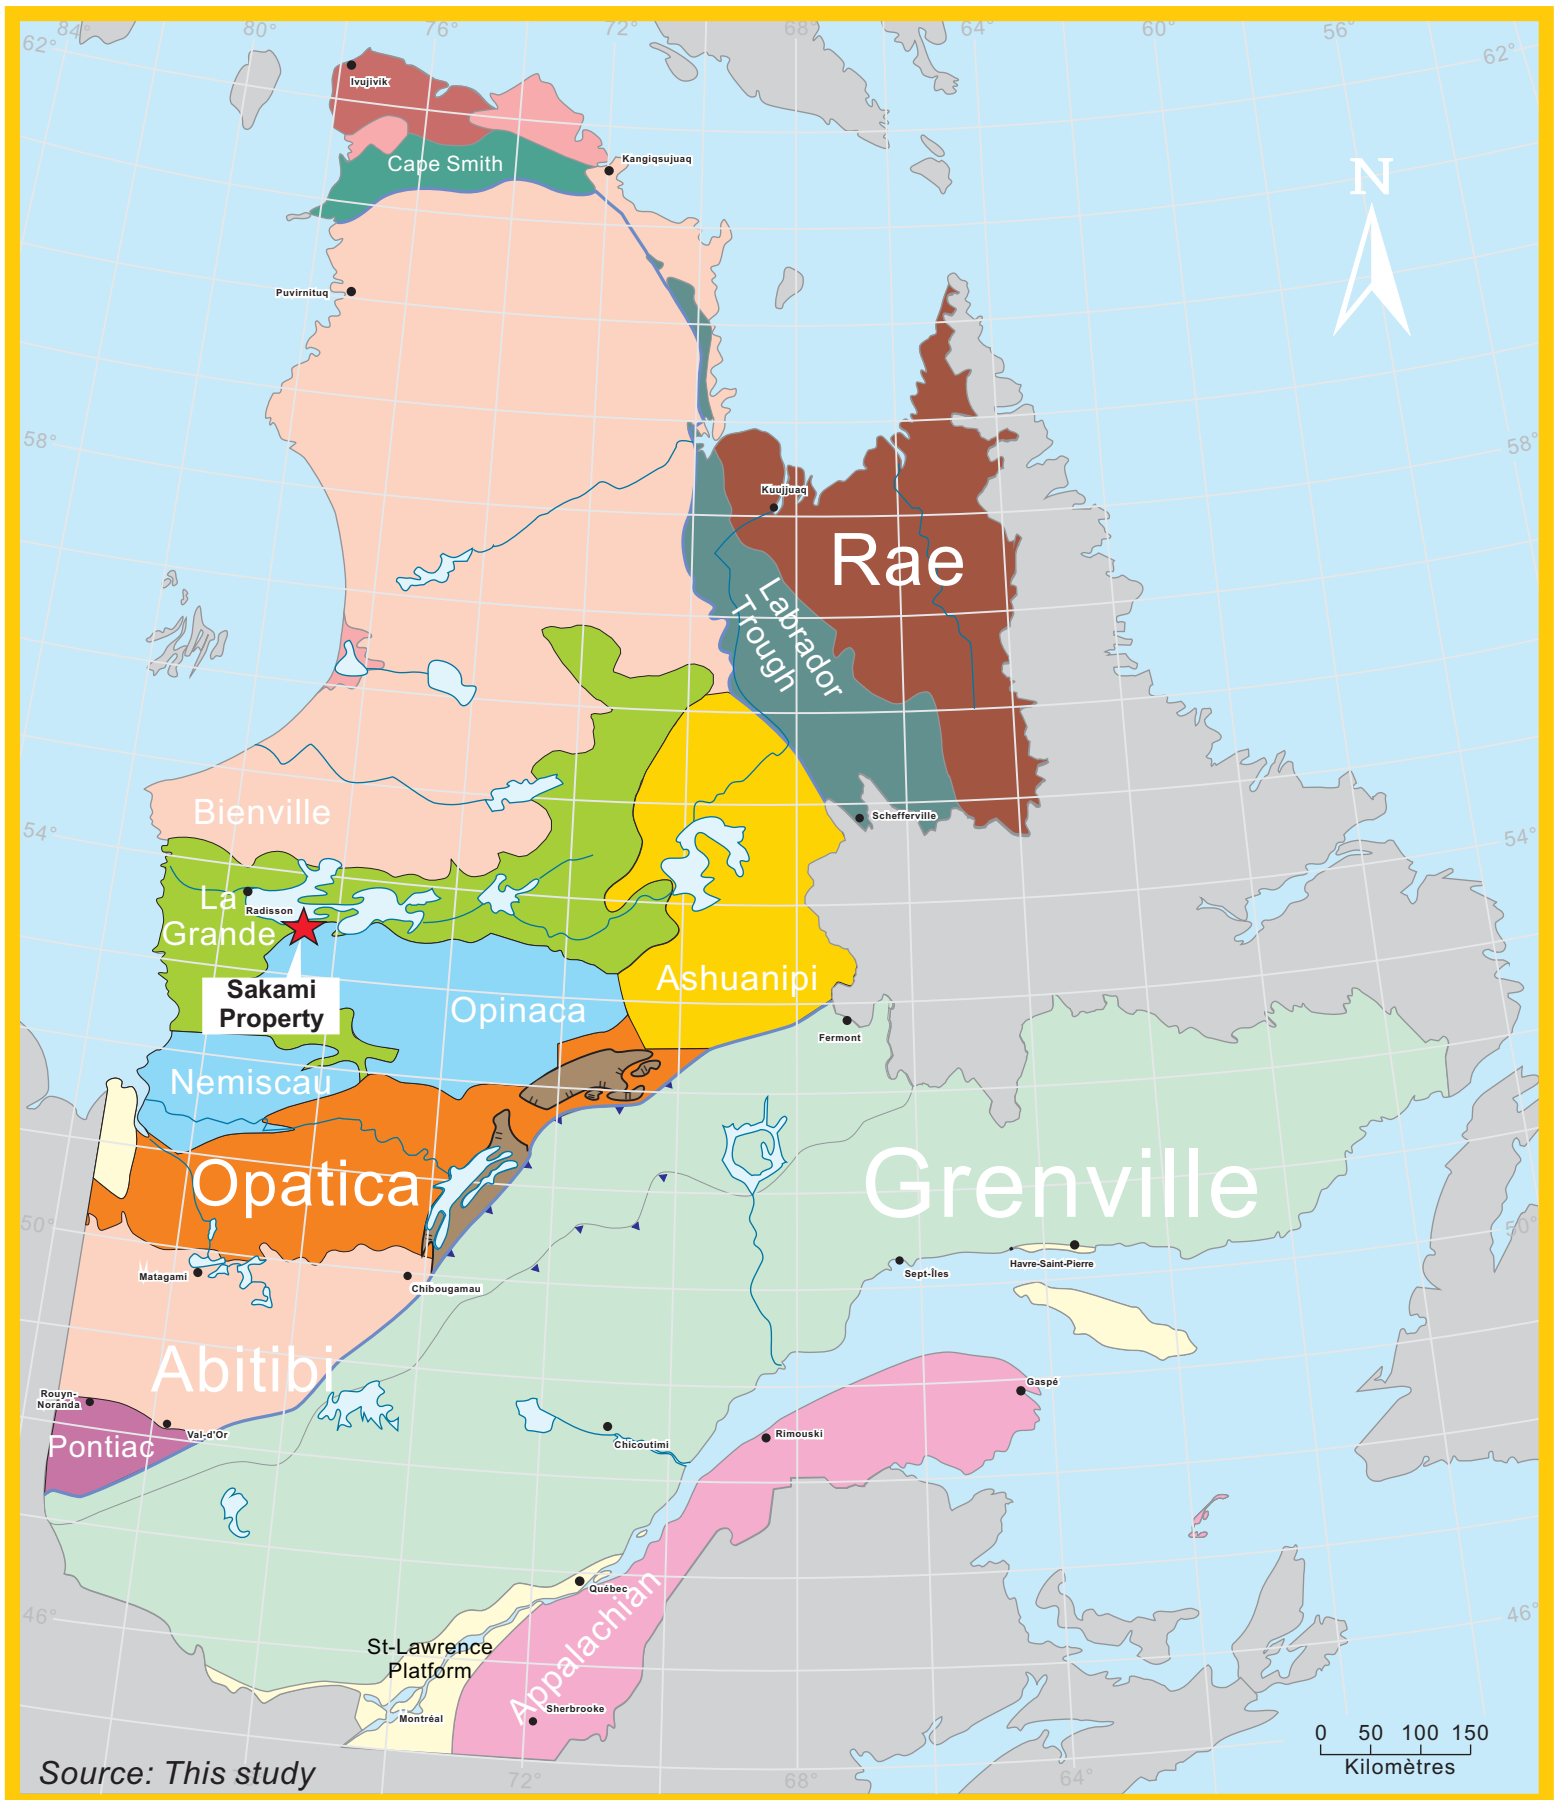 84°
80°
76°
72°
68°
64°
60°
56°
62°
62°
Ivujivik
Cape Smith
Kangiqsujuaq
N
Puvirnituq
58°
58°
Kuujjuaq
Rae
Labrador
Trough
Bienville
Schefferville
54°
54°
La
Grande
Radisson
Sakami
Property
Ashuanipi
Opinaca
Fermont
Nemiscau
Opatica
Grenville
50°
50°
Sept-Îles
Havre-Saint-Pierre
Matagami
Chibougamau
Abitibi
Rouyn-
Noranda
Gaspé
Val-d'Or
Pontiac
Chicoutimi
Rimouski
Québec
46°
46°
Appalachian
St-Lawrence
Platform
Sherbrooke
Montréal
0 50 100 150
Kilomètres
Source: This study
72°
68°
64°